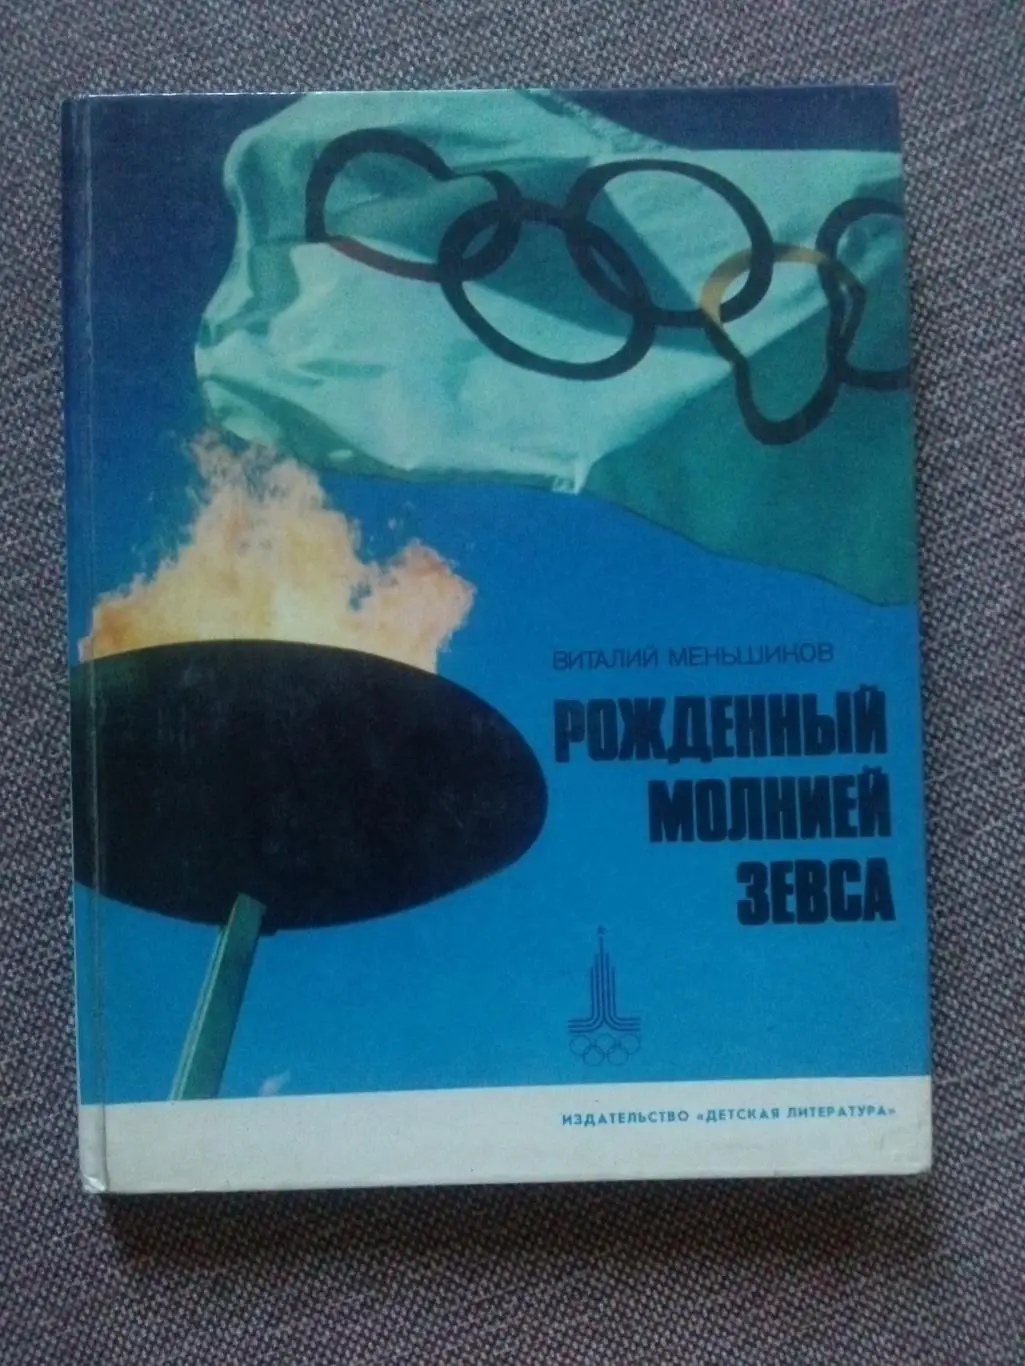 ВИТАЛИЙ МЕНЬШИКОВ
РОЖДЕННЫЙ
МОЛНИЕЙ
ЗЕВСА
ИЗДАТЕЛЬСТВО «ДЕТСКАЯ ЛИТЕРАТУРА»